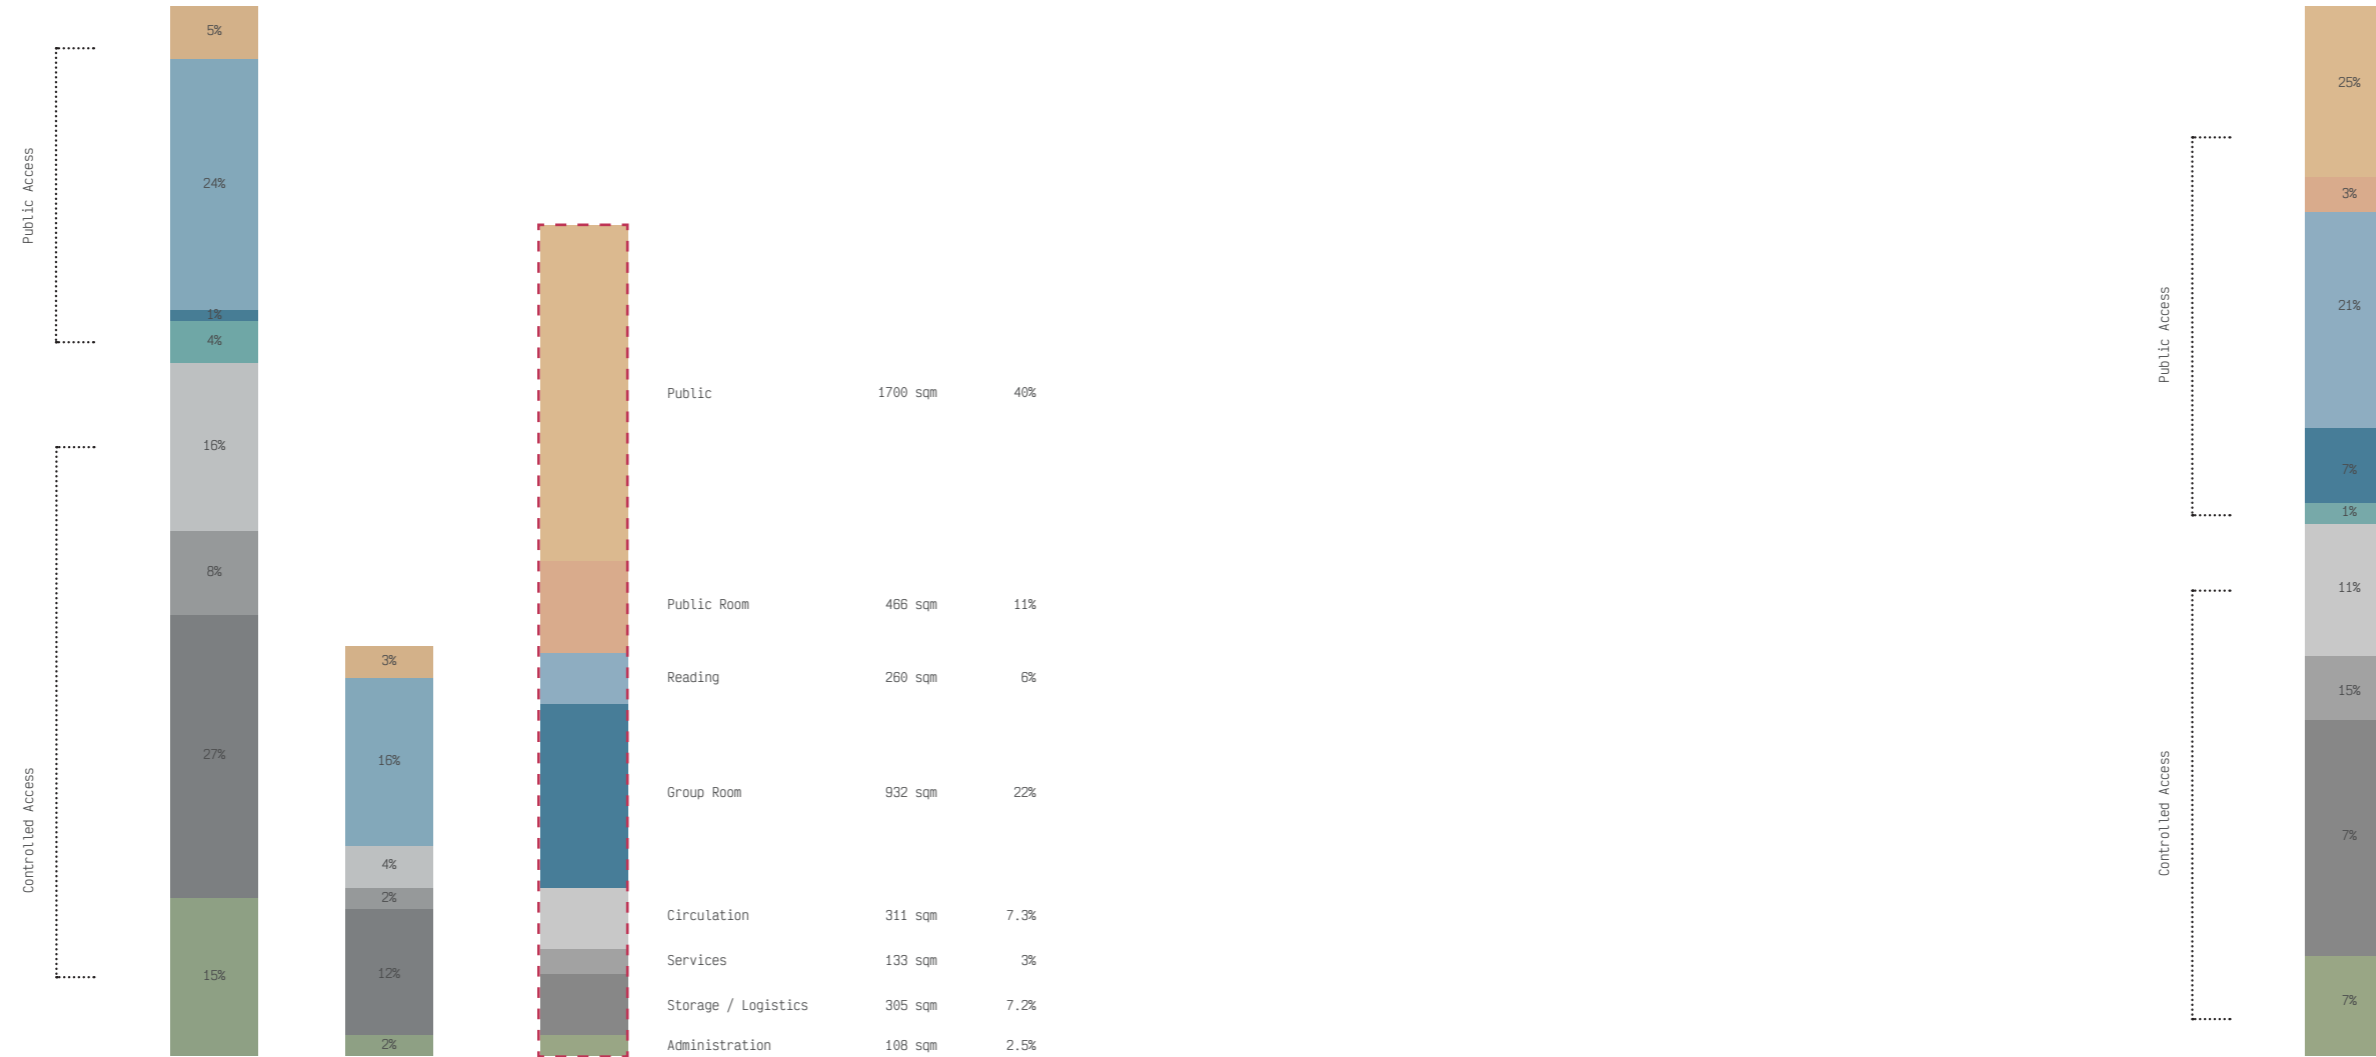 Public Access
Controlled Access
5%
24%
1%
4%
16%
8%
27%
15%
3%
16%
4%
2%
12%
2%
Public 1700 sqm 40%
Public Room 466 sqm 11%
Reading 260 sqm 6%
Group Room 932 sqm 22%
Circulation 311 sqm 7.3%
Services 133 sqm 3%
Storage / Logistics 305 sqm 7.2%
Administration 108 sqm 2.5%
Public Access
Controlled Access
25%
3%
21%
7%
1%
11%
15%
7%
7%